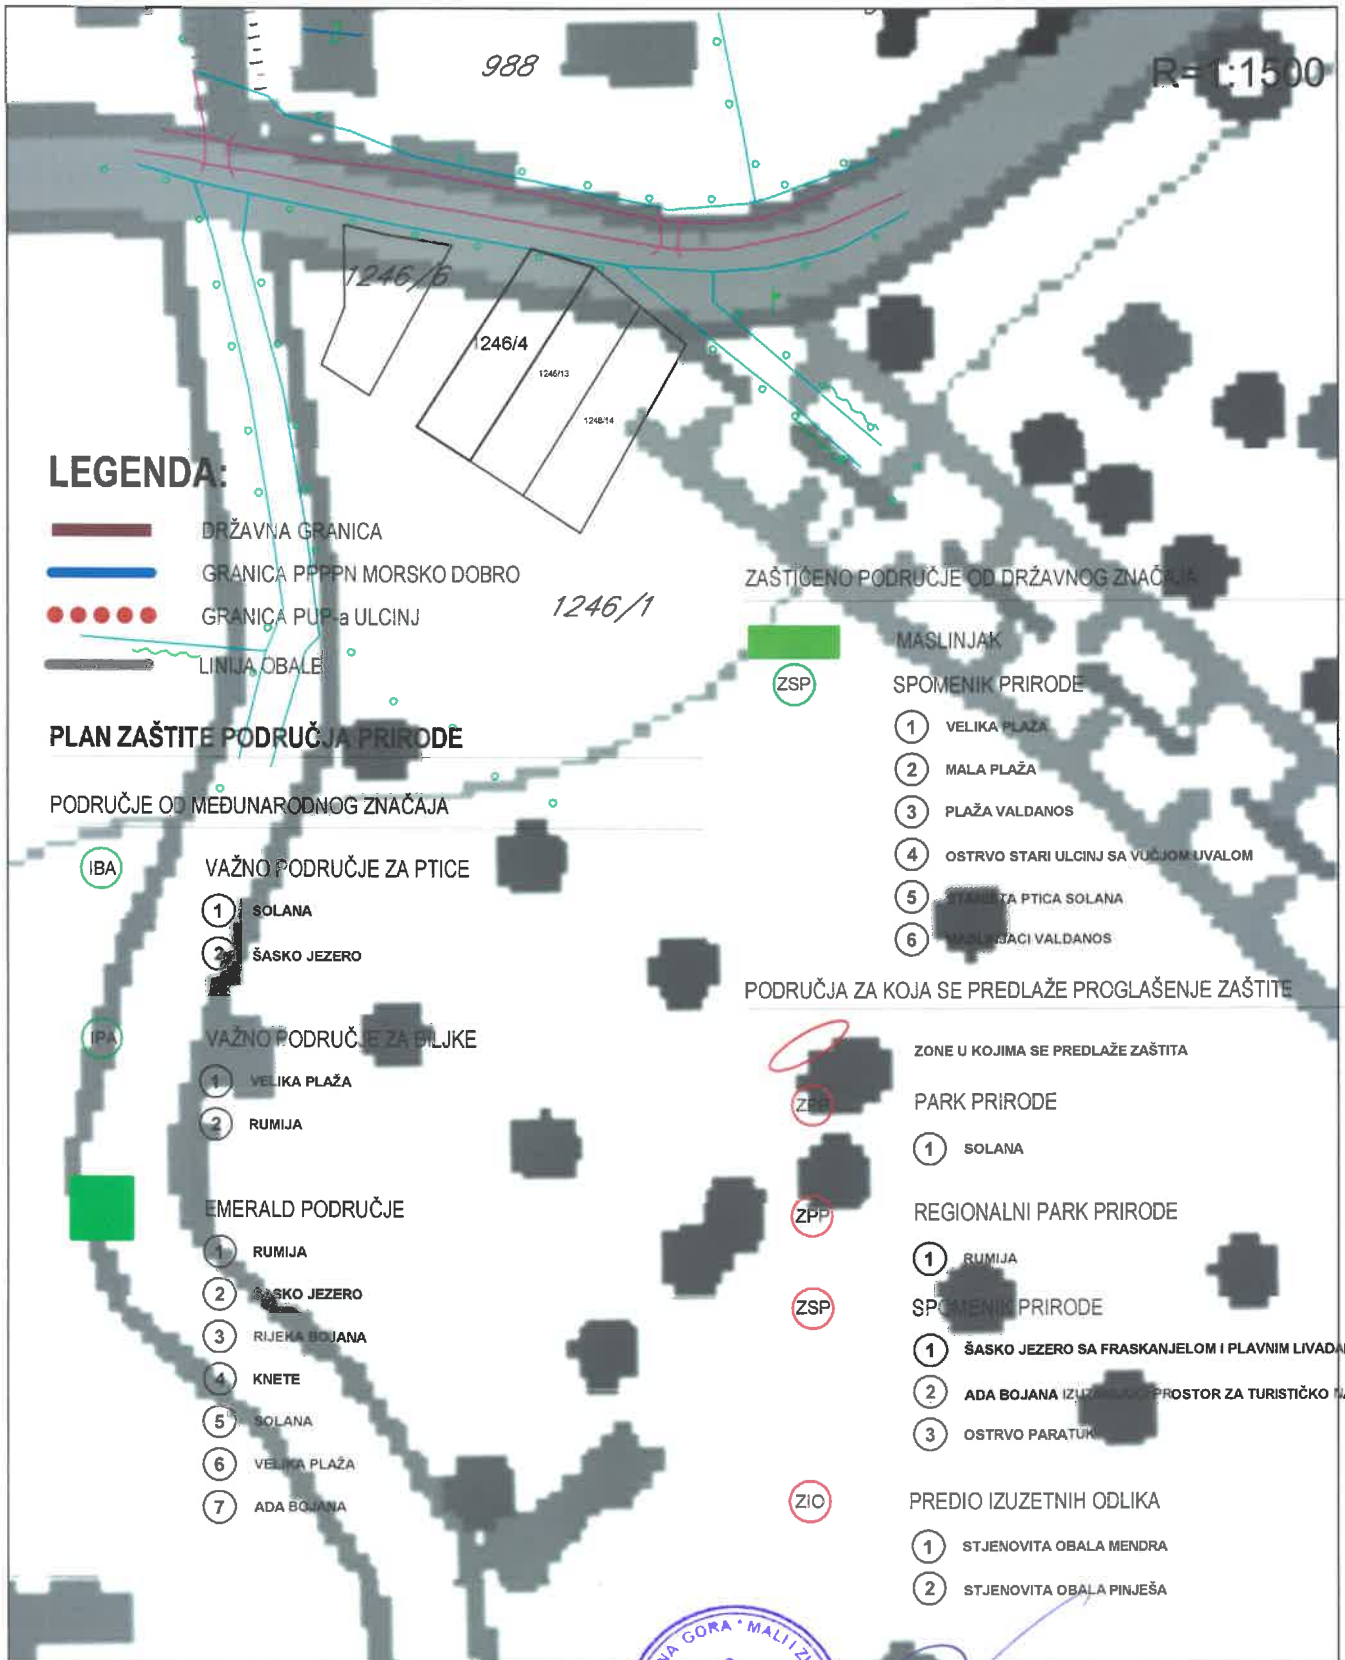 988
R=1:1500
1246/6
1246/4
1246/13
1246/14
LEGENDA:
DRŽAVNA GRANICA
GRANICA PPPPN MORSKO DOBRO
GRANICA PUP-a ULCINJ
LINIJA OBALE
1246/1
PLAN ZAŠTITE PODRUČJA PRIRODE
PODRUČJE OD MEĐUNARODNOG ZNAČAJA
IBA VAŽNO PODRUČJE ZA PTICE
1 SOLANA
2 ŠASKO JEZERO
IPA VAŽNO PODRUČJE ZA BILJKE
1 VELIKA PLAŽA
2 RUMIJA
EMERALD PODRUČJE
1 RUMIJA
2 ŠASKO JEZERO
3 RIJEKA BOJANA
4 KNETE
5 SOLANA
6 VELIKA PLAŽA
7 ADA BOJANA
ZAŠTIĆENO PODRUČJE OD DRŽAVNOG ZNAČAJA
MASLINJAK
ZSP SPOMENIK PRIRODE
1 VELIKA PLAŽA
2 MALA PLAŽA
3 PLAŽA VALDANOS
4 OSTRVO STARI ULCINJ SA VUČJOM UVALOM
5 STANIŠTA PTICA SOLANA
6 MASLINJACI VALDANOS
PODRUČJA ZA KOJA SE PREDLAŽE PROGLAŠENJE ZAŠTITE
ZONE U KOJIMA SE PREDLAŽE ZAŠTITA
PARK PRIRODE
1 SOLANA
ZPP REGIONALNI PARK PRIRODE
1 RUMIJA
ZSP SPOMENIK PRIRODE
1 ŠASKO JEZERO SA FRASKANJELOM I PLAVNIM
2 ADA BOJANA IZUZIMAJUĆI PROSTOR ZA TURISTIČKO
3 OSTRVO PARATUK
ZIO PREDIO IZUZETNIH ODLIKA
1 STJENOVITA OBALA MENDRA
2 STJENOVITA OBALA PINJEŠA
GORA * MALI I